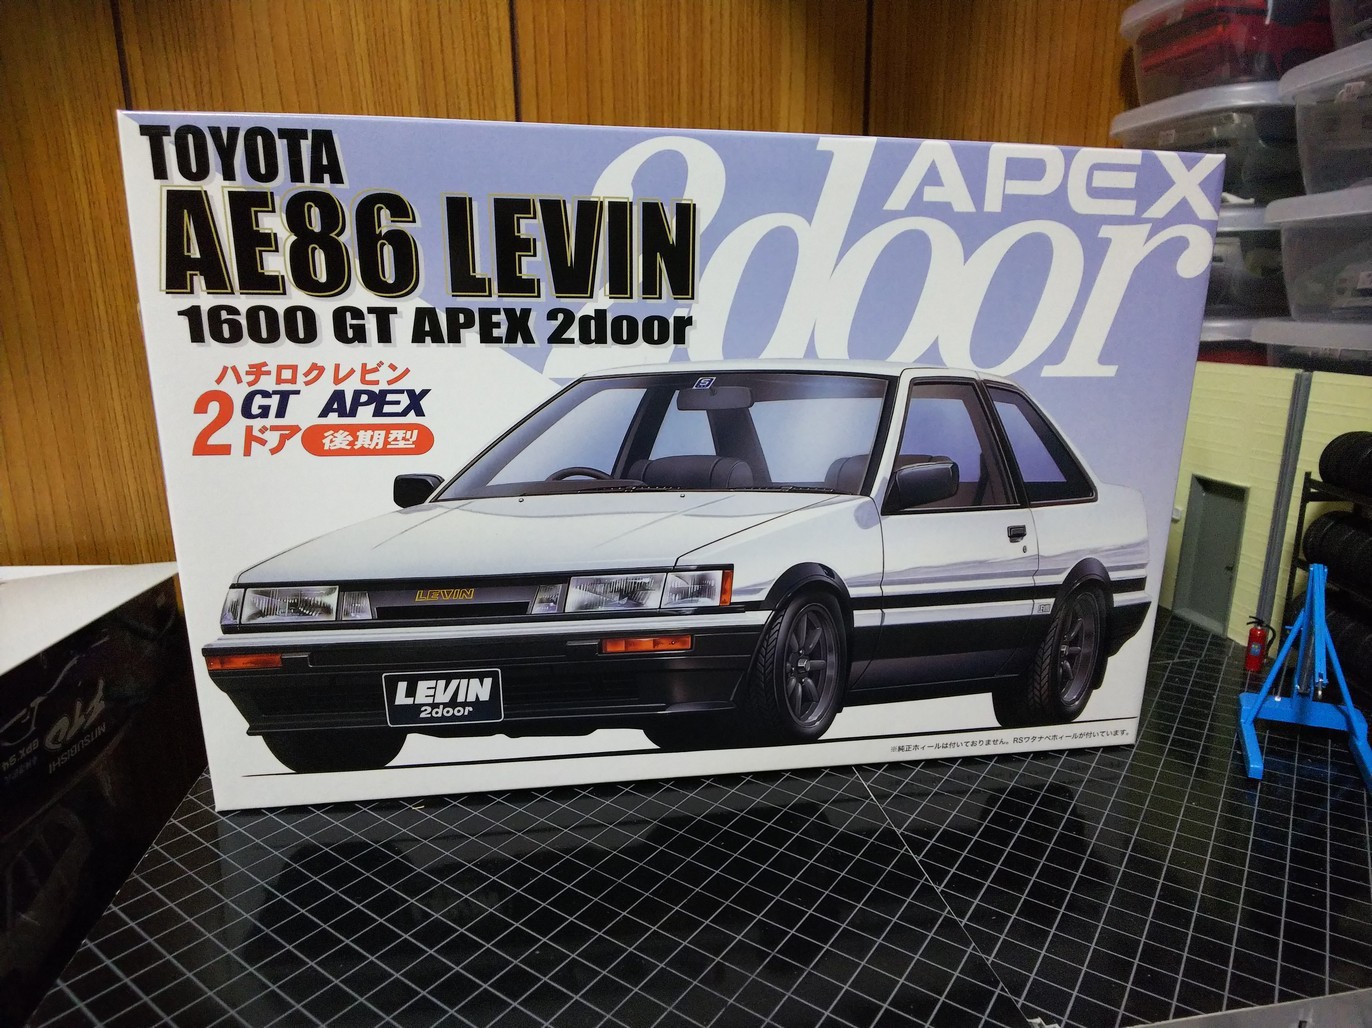 TOYOTA
AE86 LEVIN
1600 GT APEX 2door
ハチロクレビン
GT APEX
2ドア 後期型
APEX
2door
LEVIN
LEVIN
2door
※純正ホイールは付いておりません。RSワタナベホィールが付いています。
MITSUBISHI
GTO